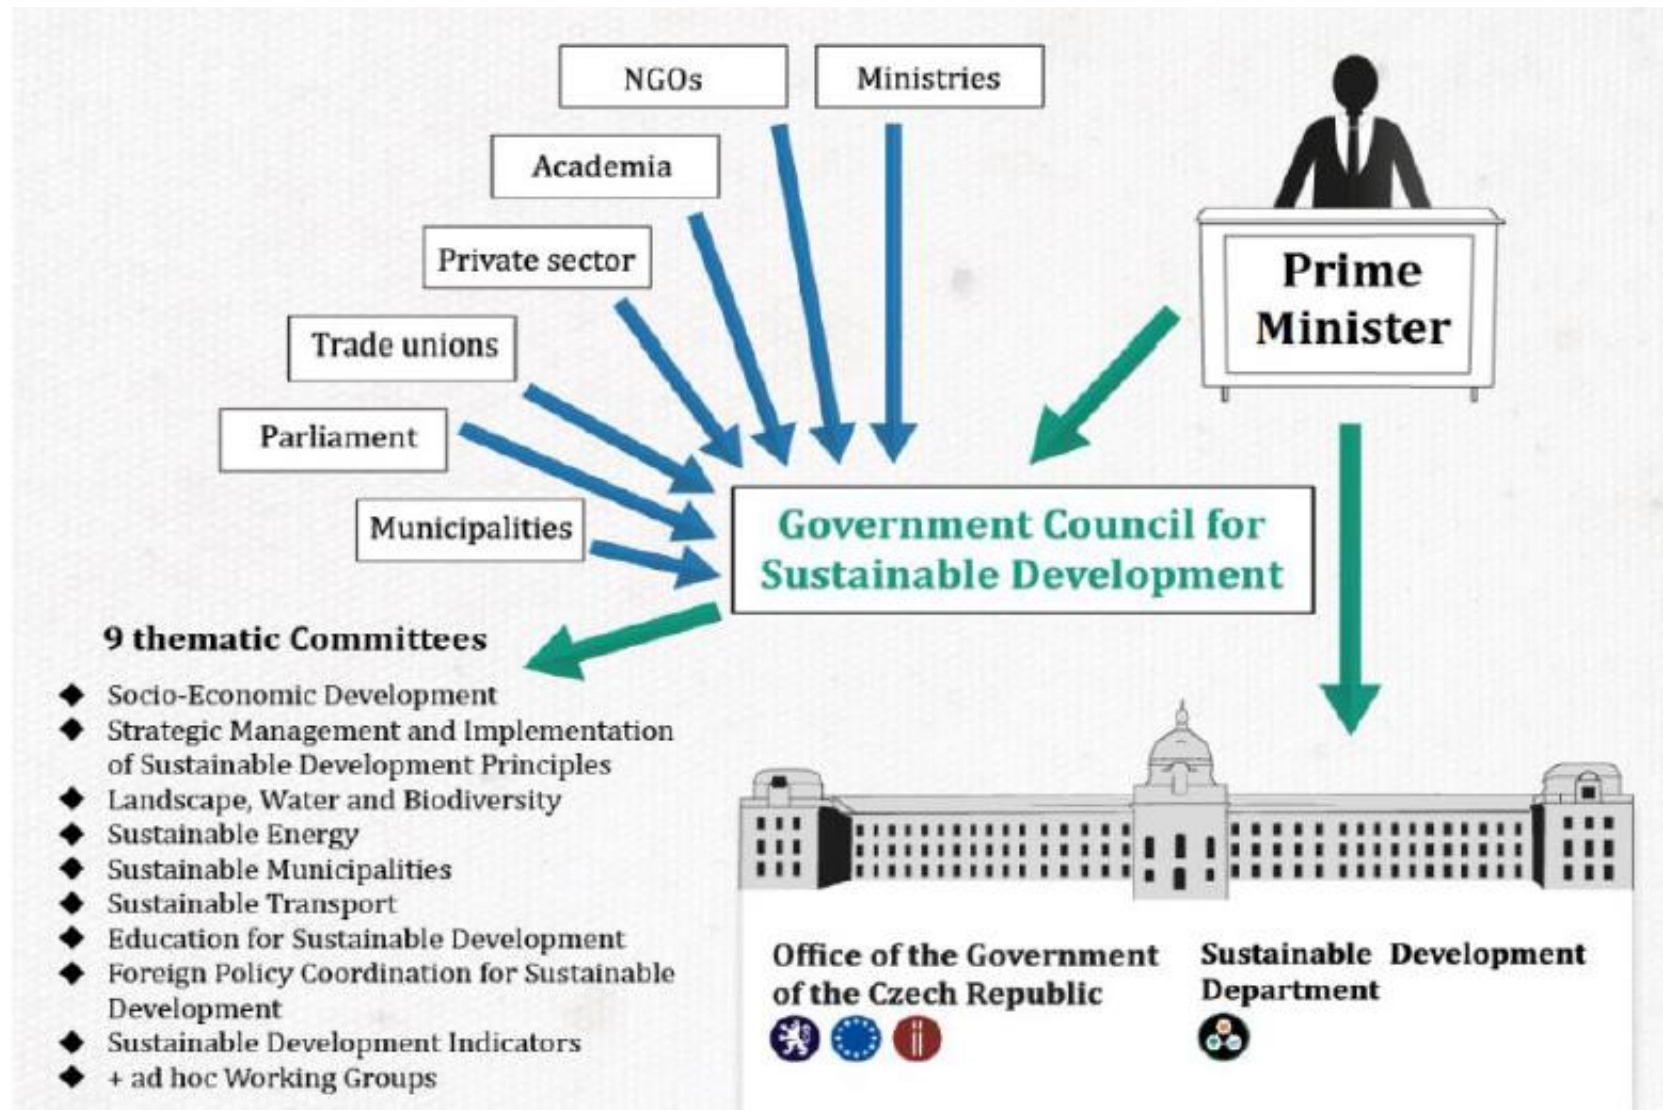 NGOs
Ministries
Academia
Private sector
Trade unions
Parliament
Municipalities
Prime
Minister
Government Council for
Sustainable Development
9 thematic Committees
Socio-Economic Development
Strategic Management and Implementation
of Sustainable Development Principles
Landscape, Water and Biodiversity
Sustainable Energy
Sustainable Municipalities
Sustainable Transport
Education for Sustainable Development
Foreign Policy Coordination for Sustainable
Development
Sustainable Development Indicators
+ ad hoc Working Groups
Office of the Government
of the Czech Republic
Sustainable Development
Department